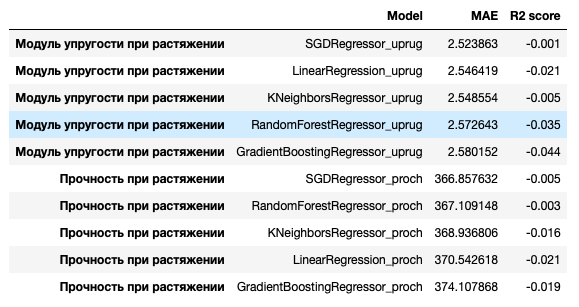 Model MAE R2 score
Модуль упругости при растяжении SGDRegressor_uprug 2.523863 -0.001
Модуль упругости при растяжении LinearRegression_uprug 2.546419 -0.021
Модуль упругости при растяжении KNeighborsRegressor_uprug 2.548554 -0.005
Модуль упругости при растяжении RandomForestRegressor_uprug 2.572643 -0.035
Модуль упругости при растяжении GradientBoostingRegressor_uprug 2.580152 -0.044
Прочность при растяжении SGDRegressor_proch 366.857632 -0.005
Прочность при растяжении RandomForestRegressor_proch 367.109148 -0.003
Прочность при растяжении KNeighborsRegressor_proch 368.936806 -0.016
Прочность при растяжении LinearRegression_proch 370.542618 -0.021
Прочность при растяжении GradientBoostingRegressor_proch 374.107868 -0.019